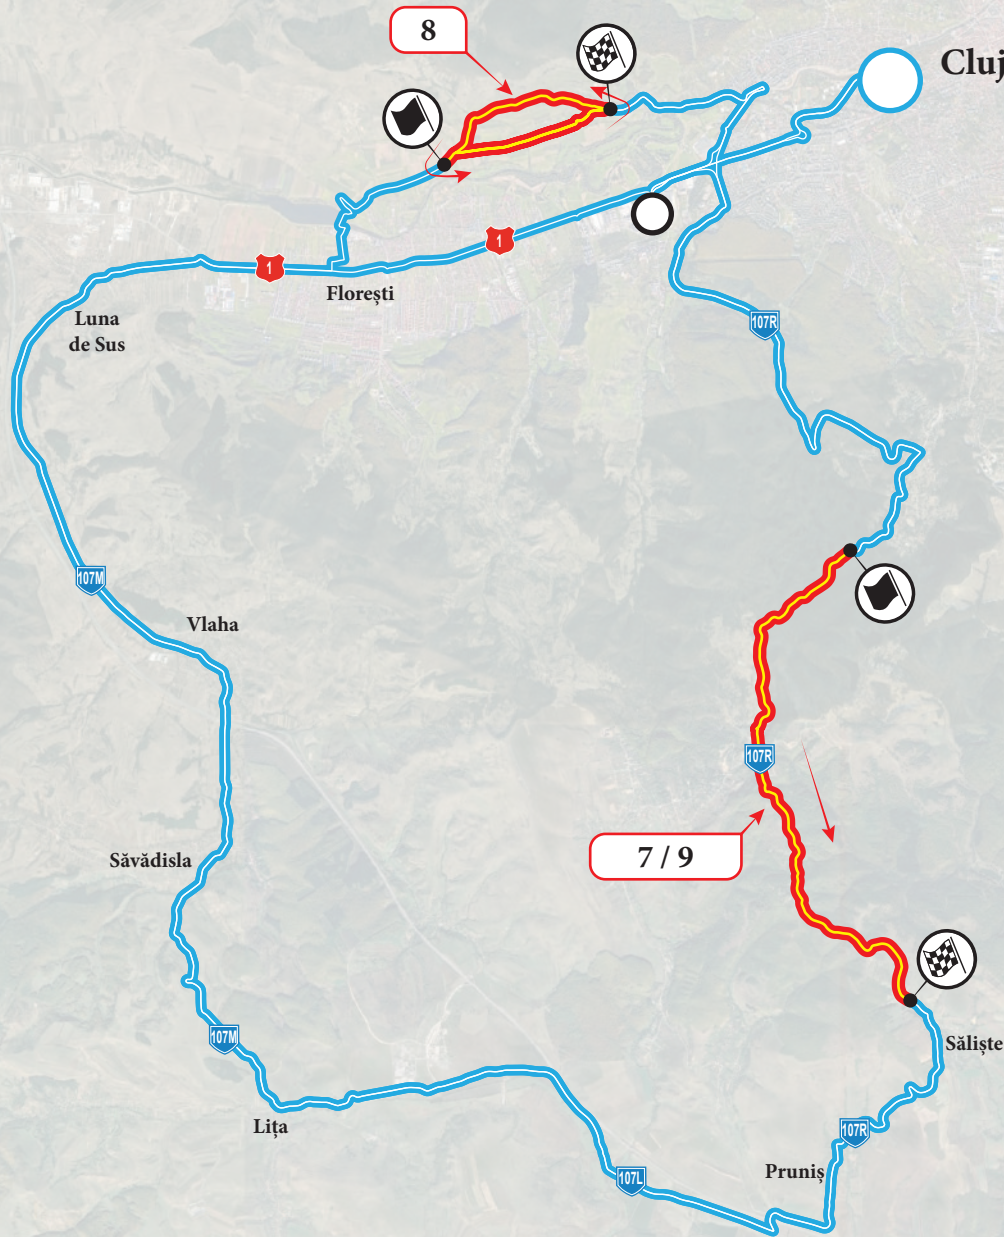 8
Cluj
1
1
Florești
Luna
de Sus
107R
107M
Vlaha
107R
7 / 9
Săvădisla
107M
Săliște
Lița
107R
Pruniș
107L